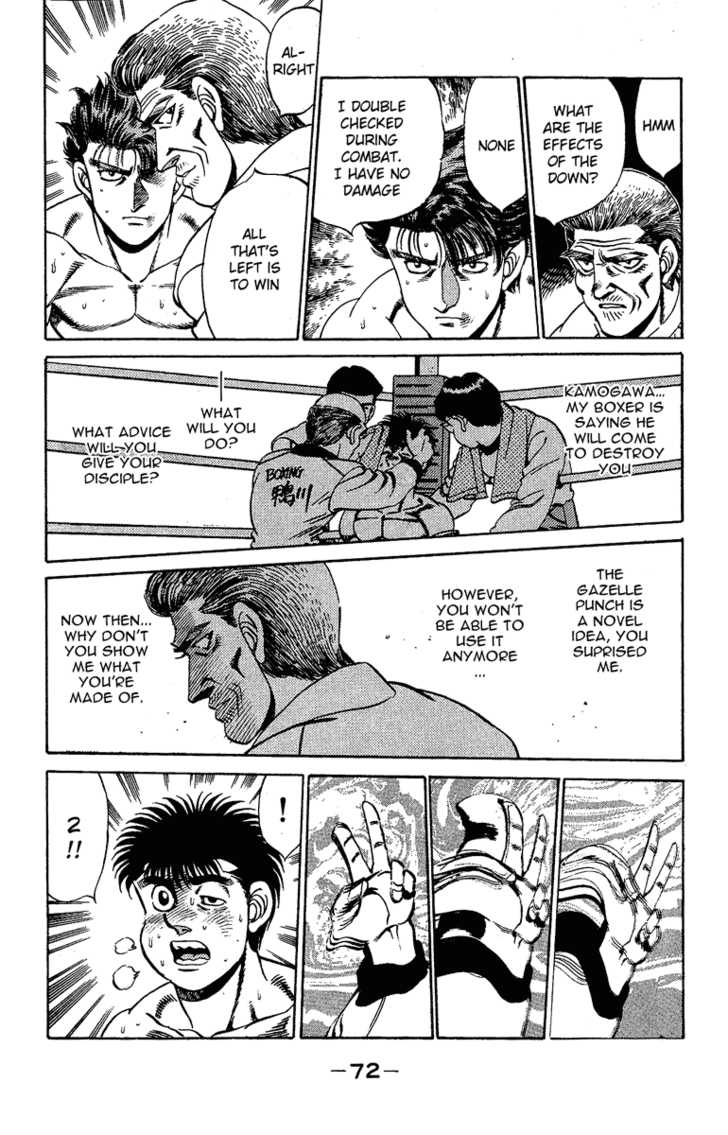 HMM
WHAT
ARE THE
EFFECTS
OF THE
DOWN?
NONE
I DOUBLE
CHECKED
DURING
COMBAT.
I HAVE NO
DAMAGE
AL-
RIGHT
ALL
THAT'S
LEFT IS
TO WIN
KAMOGAWA...
MY BOXER IS
SAYING HE
WILL COME
TO DESTROY
YOU
WHAT
WILL YOU
DO?
WHAT ADVICE
WILL YOU
GIVE YOUR
DISCIPLE?
BOXING
鴨川
THE
GAZELLE
PUNCH IS
A NOVEL
IDEA, YOU
SUPRISED
ME.
HOWEVER,
YOU WON'T
BE ABLE TO
USE IT
ANYMORE
...
NOW THEN...
WHY DON'T
YOU SHOW
ME WHAT
YOU'RE
MADE OF.
!
2
!!
-72-